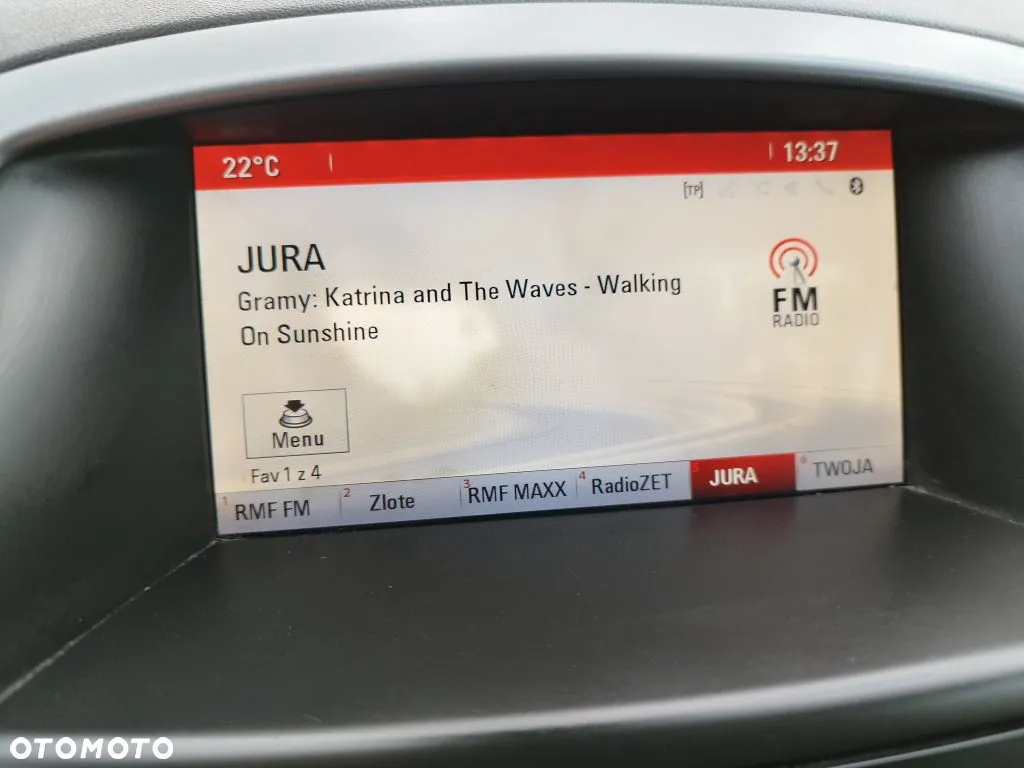 22°C 13:37
[TP]
JURA
Gramy: Katrina and The Waves - Walking
On Sunshine
FM
RADIO
Menu
Fav 1 z 4
1 RMF FM 2 Zlote 3 RMF MAXX 4 RadioZET 5 JURA 6 TWOJA
OTOMOTO